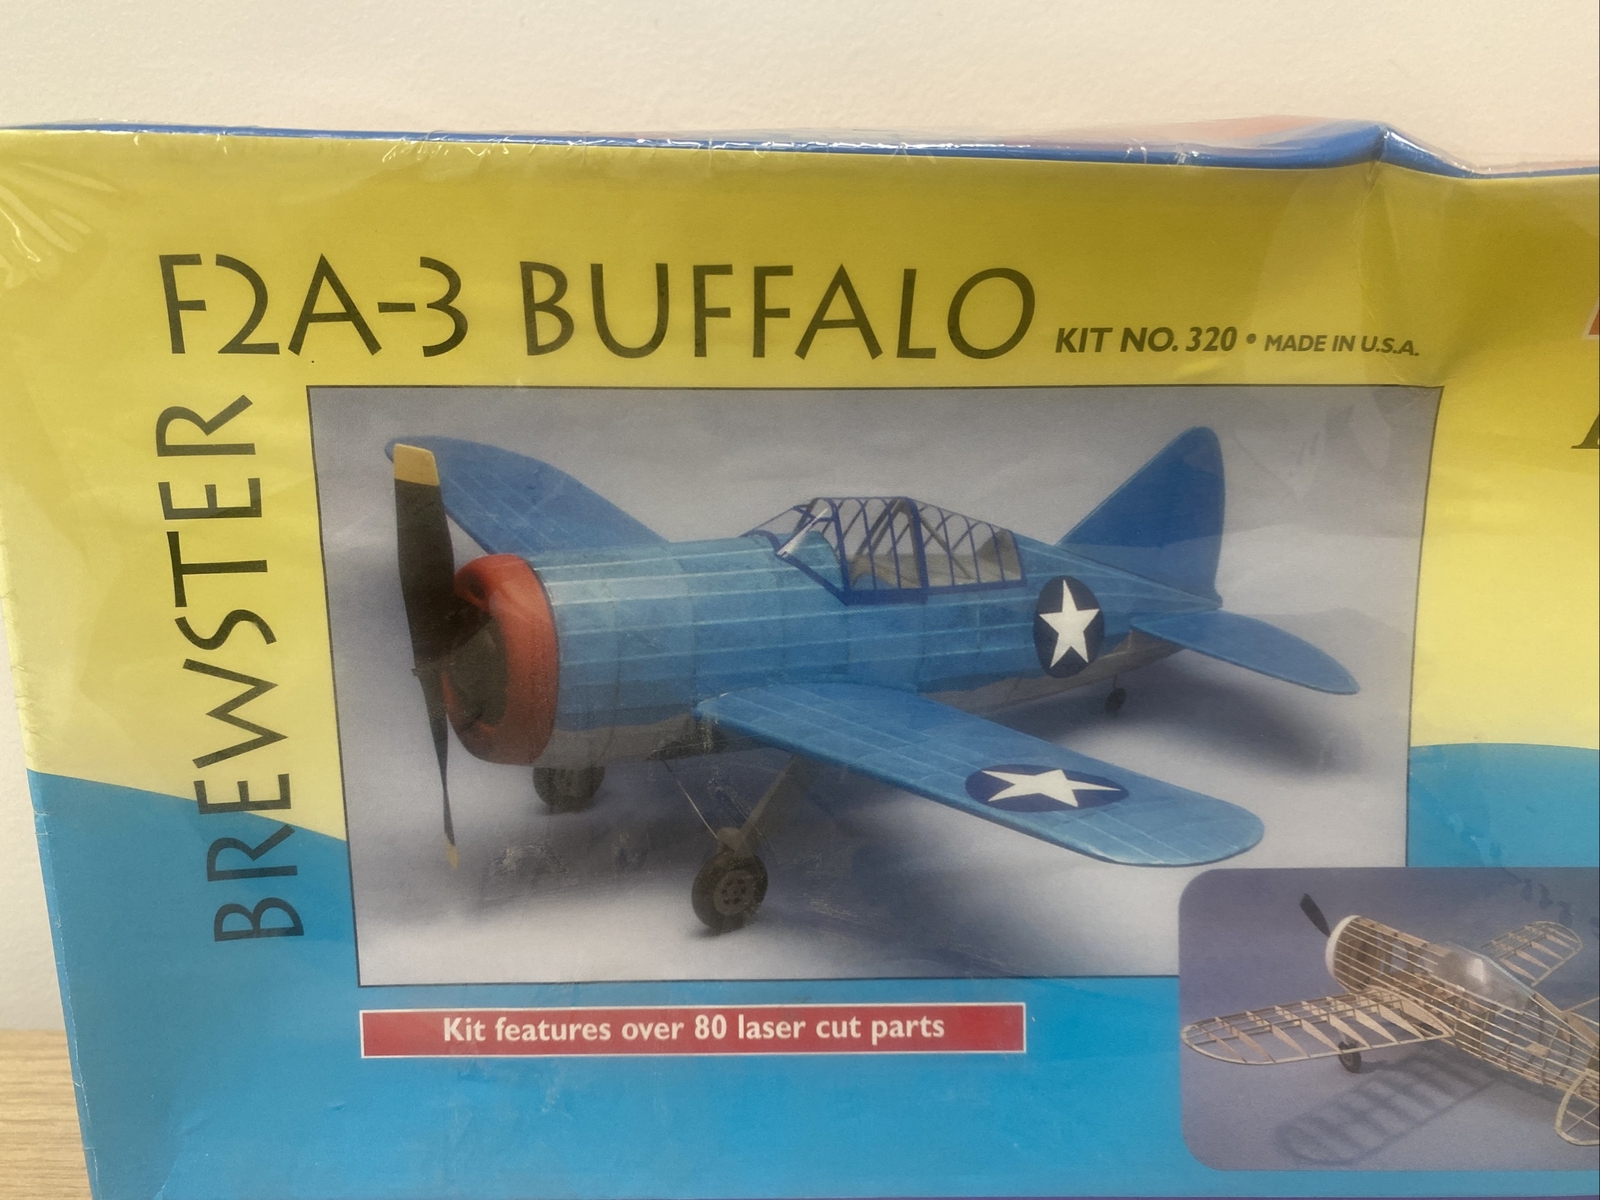 F2A-3 BUFFALO KIT NO. 320 • MADE IN U.S.A.
BREWSTER
Kit features over 80 laser cut parts